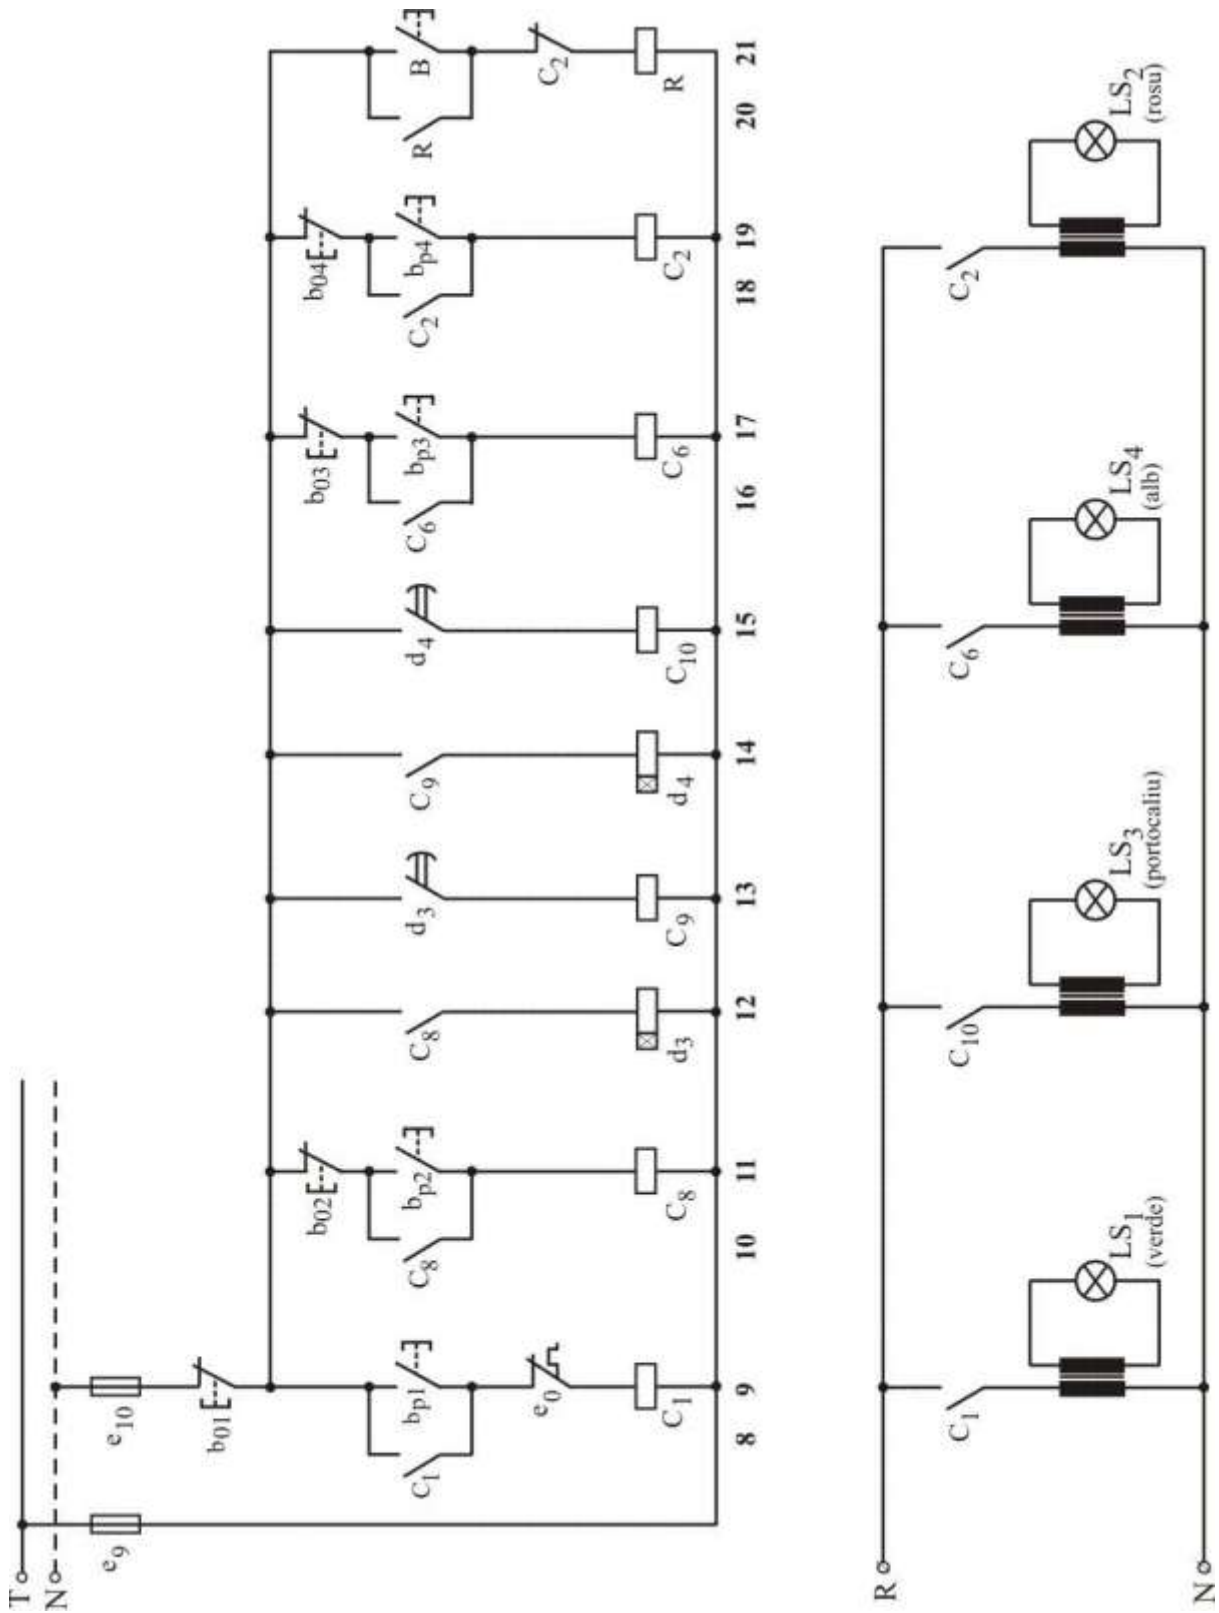 T
N
e9
e10
b01
C1
bp1
e0
C1
b02
C8
bp2
C8
C8
d3
d3
C9
C9
d4
d4
C10
b03
C6
bp3
C6
b04
C2
bp4
C2
R
B
C2
R
8 9 10 11 12 13 14 15 16 17 18 19 20 21
R
N
C1
LS1
(verde)
C10
LS3
(portocaliu)
C6
LS4
(alb)
C2
LS2
(rosu)